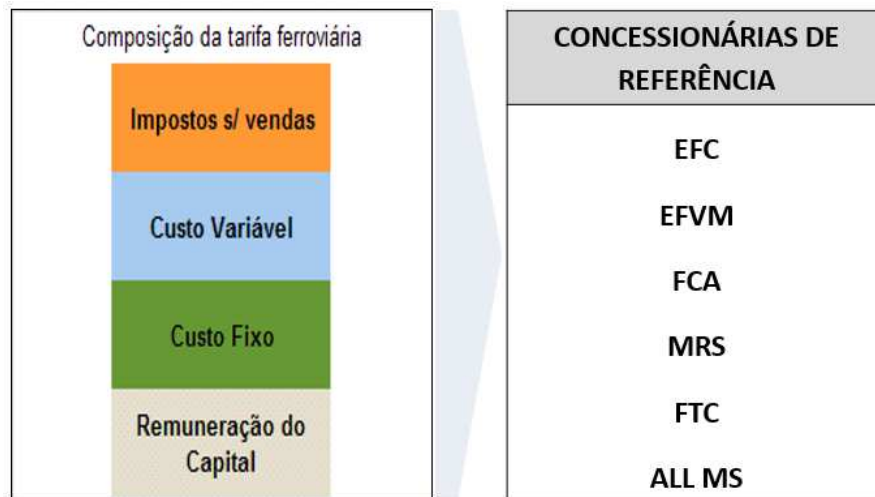 Composição da tarifa ferroviária
Impostos s/ vendas
Custo Variável
Custo Fixo
Remuneração do
Capital
CONCESSIONÁRIAS DE
REFERÊNCIA
EFC
EFVM
FCA
MRS
FTC
ALL MS